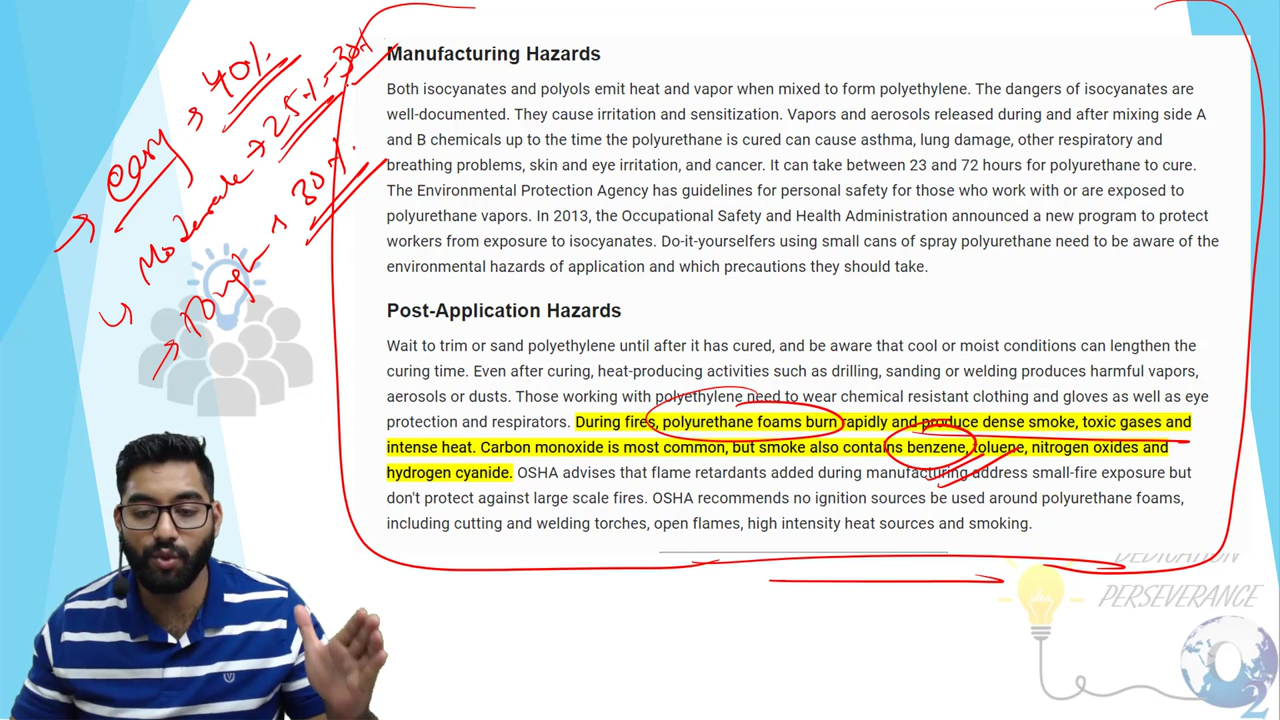 → easy → 40%.
↳ Moderate → 25% - 30%
→ Tough → 30%.
Manufacturing Hazards
Both isocyanates and polyols emit heat and vapor when mixed to form polyethylene. The dangers of isocyanates are
well-documented. They cause irritation and sensitization. Vapors and aerosols released during and after mixing side A
and B chemicals up to the time the polyurethane is cured can cause asthma, lung damage, other respiratory and
breathing problems, skin and eye irritation, and cancer. It can take between 23 and 72 hours for polyurethane to cure.
The Environmental Protection Agency has guidelines for personal safety for those who work with or are exposed to
polyurethane vapors. In 2013, the Occupational Safety and Health Administration announced a new program to protect
workers from exposure to isocyanates. Do-it-yourselfers using small cans of spray polyurethane need to be aware of the
environmental hazards of application and which precautions they should take.
Post-Application Hazards
Wait to trim or sand polyethylene until after it has cured, and be aware that cool or moist conditions can lengthen the
curing time. Even after curing, heat-producing activities such as drilling, sanding or welding produces harmful vapors,
aerosols or dusts. Those working with polyethylene need to wear chemical resistant clothing and gloves as well as eye
protection and respirators. During fires, polyurethane foams burn rapidly and produce dense smoke, toxic gases and
intense heat. Carbon monoxide is most common, but smoke also contains benzene, toluene, nitrogen oxides and
hydrogen cyanide. OSHA advises that flame retardants added during manufacturing address small-fire exposure but
don't protect against large scale fires. OSHA recommends no ignition sources be used around polyurethane foams,
including cutting and welding torches, open flames, high intensity heat sources and smoking.
DEDICATION
PERSEVERANCE
O2